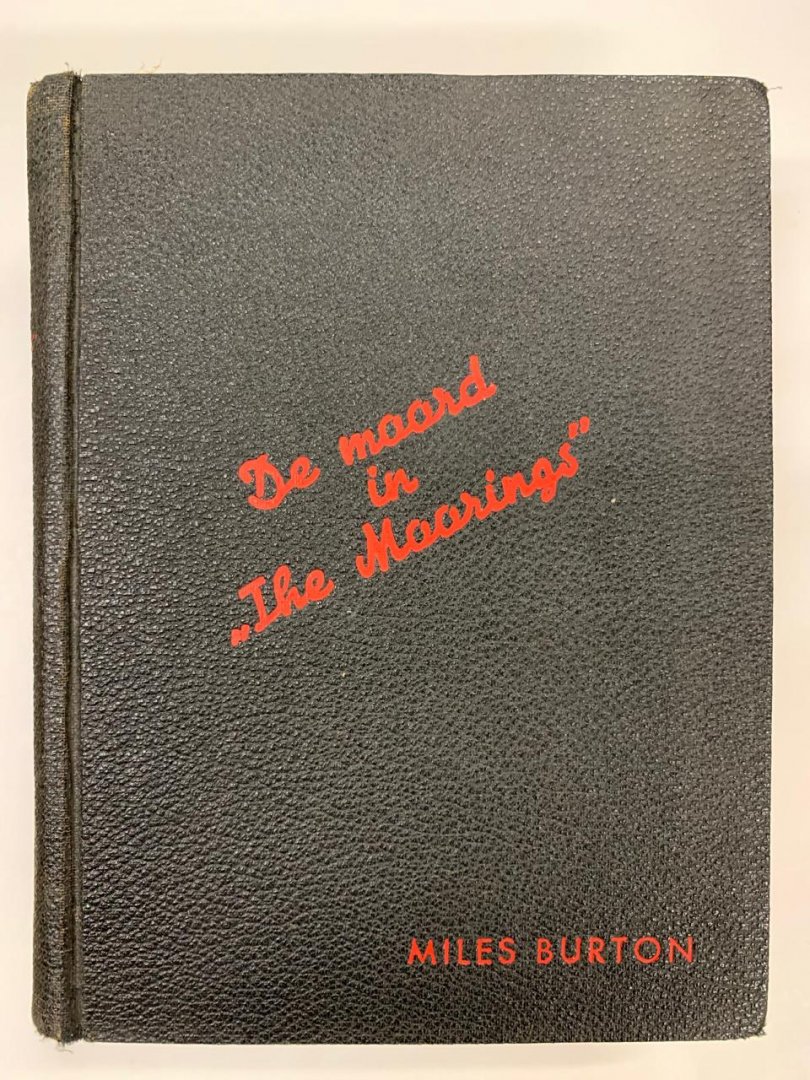 De moord
in
„The Moorings”
MILES BURTON